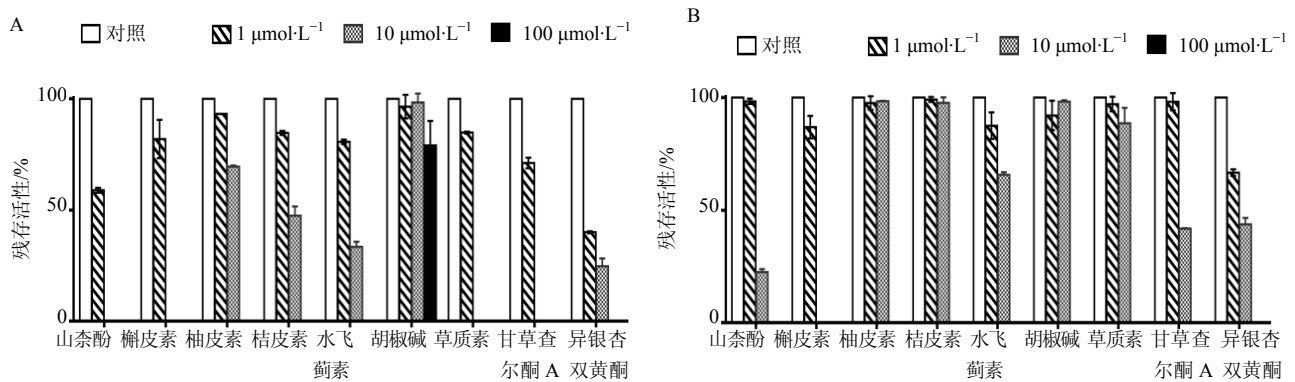 A
对照 1 μmol·L⁻¹ 10 μmol·L⁻¹ 100 μmol·L⁻¹
残存活性/%
100
50
0
山柰酚 槲皮素 柚皮素 桔皮素 水飞 胡椒碱 草质素 甘草查 异银杏
蓟素 尔酮 A 双黄酮
B
对照 1 μmol·L⁻¹ 10 μmol·L⁻¹ 100 μmol·L⁻¹
残存活性/%
100
50
0
山柰酚 槲皮素 柚皮素 桔皮素 水飞 胡椒碱 草质素 甘草查 异银杏
蓟素 尔酮 A 双黄酮